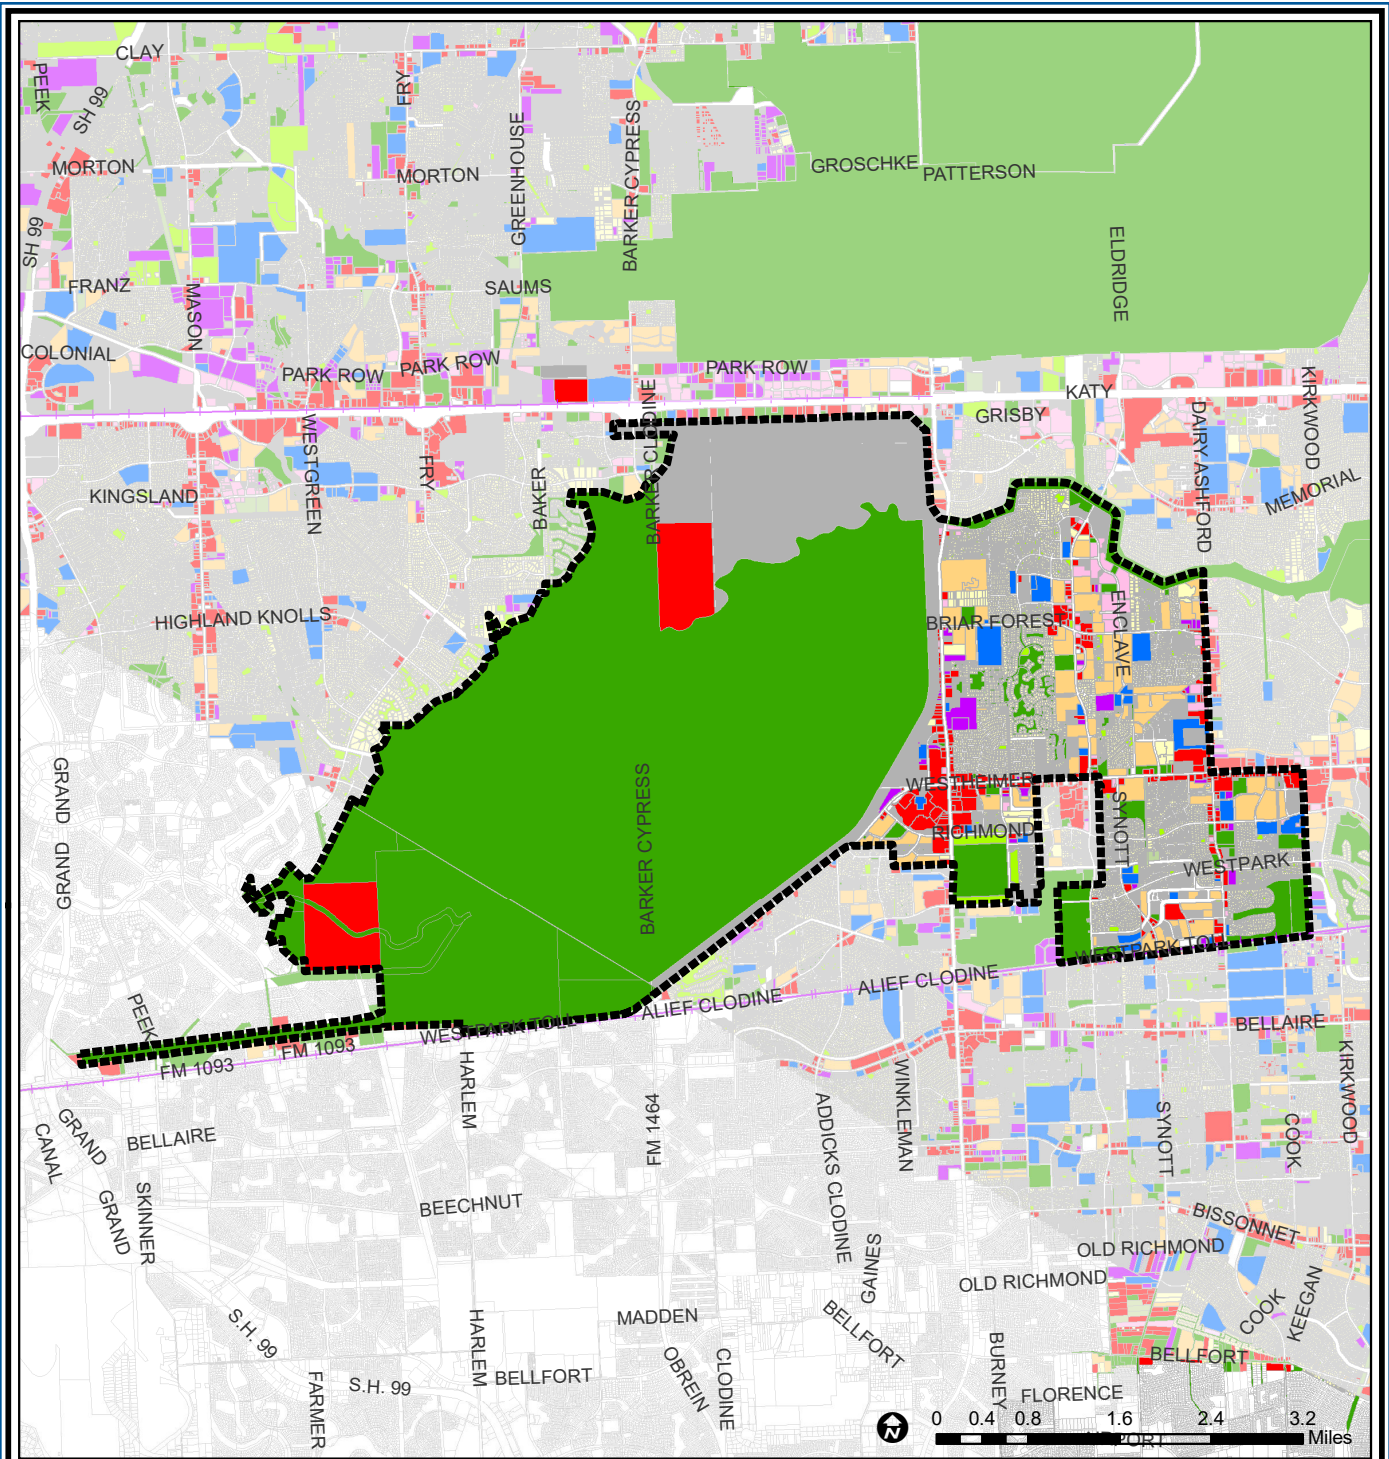 CLAY
PEEK
SH 99
FRY
GREENHOUSE
BARKER CYPRESS
MORTON
MORTON
GROSCHKE
PATTERSON
SH 99
ELDRIDGE
FRANZ
MASON
SAUMS
COLONIAL
PARK ROW
PARK ROW
PARK ROW
KATY
KIRKWOOD
GRISBY
DAIRY ASHFORD
BARKER CLODINE
WESTGREEN
FRY
BAKER
KINGSLAND
MEMORIAL
HIGHLAND KNOLLS
BRIAR FOREST
ENCLAVE
GRAND
GRAND
BARKER CYPRESS
WESTHEIMER
SYNOTT
RICHMOND
WESTPARK
WESTPARK TOLL
ALIEF CLODINE
ALIEF CLODINE
PEEK
WESTPARK TOLL
FM 1093
FM 1093
BELLAIRE
HARLEM
WINKLEMAN
KIRKWOOD
GRAND
CANAL
BELLAIRE
FM 1464
ADDICKS CLODINE
SYNOTT
COOK
SKINNER
GRAND
BEECHNUT
GAINES
BISSONNET
OLD RICHMOND
OLD RICHMOND
COOK
KEEGAN
S.H. 99
HARLEM
MADDEN
BELLFORT
BURNEY
BELLFORT
BELLFORT
OBREIN
CLODINE
S.H. 99
FARMER
FLORENCE
N
0 0.4 0.8 1.6 2.4 3.2
Miles